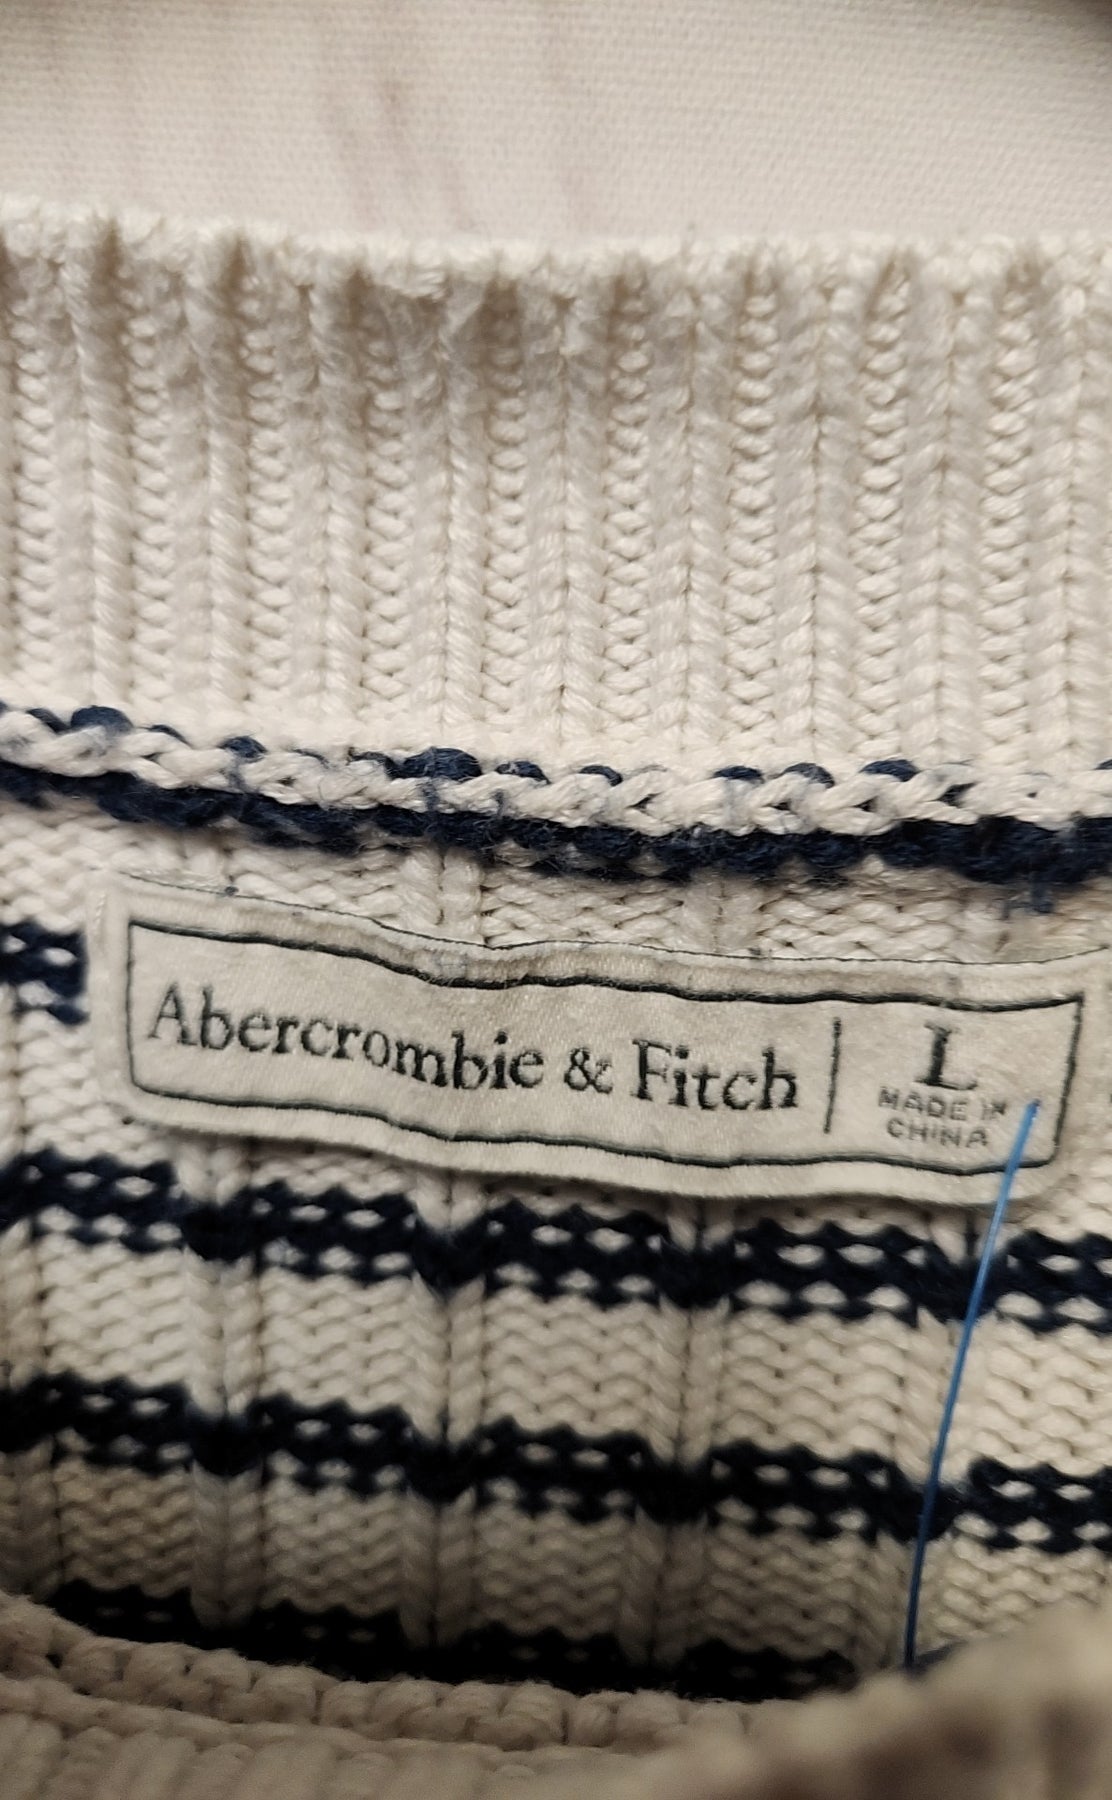 Abercrombie & Fitch
L
MADE IN
CHINA